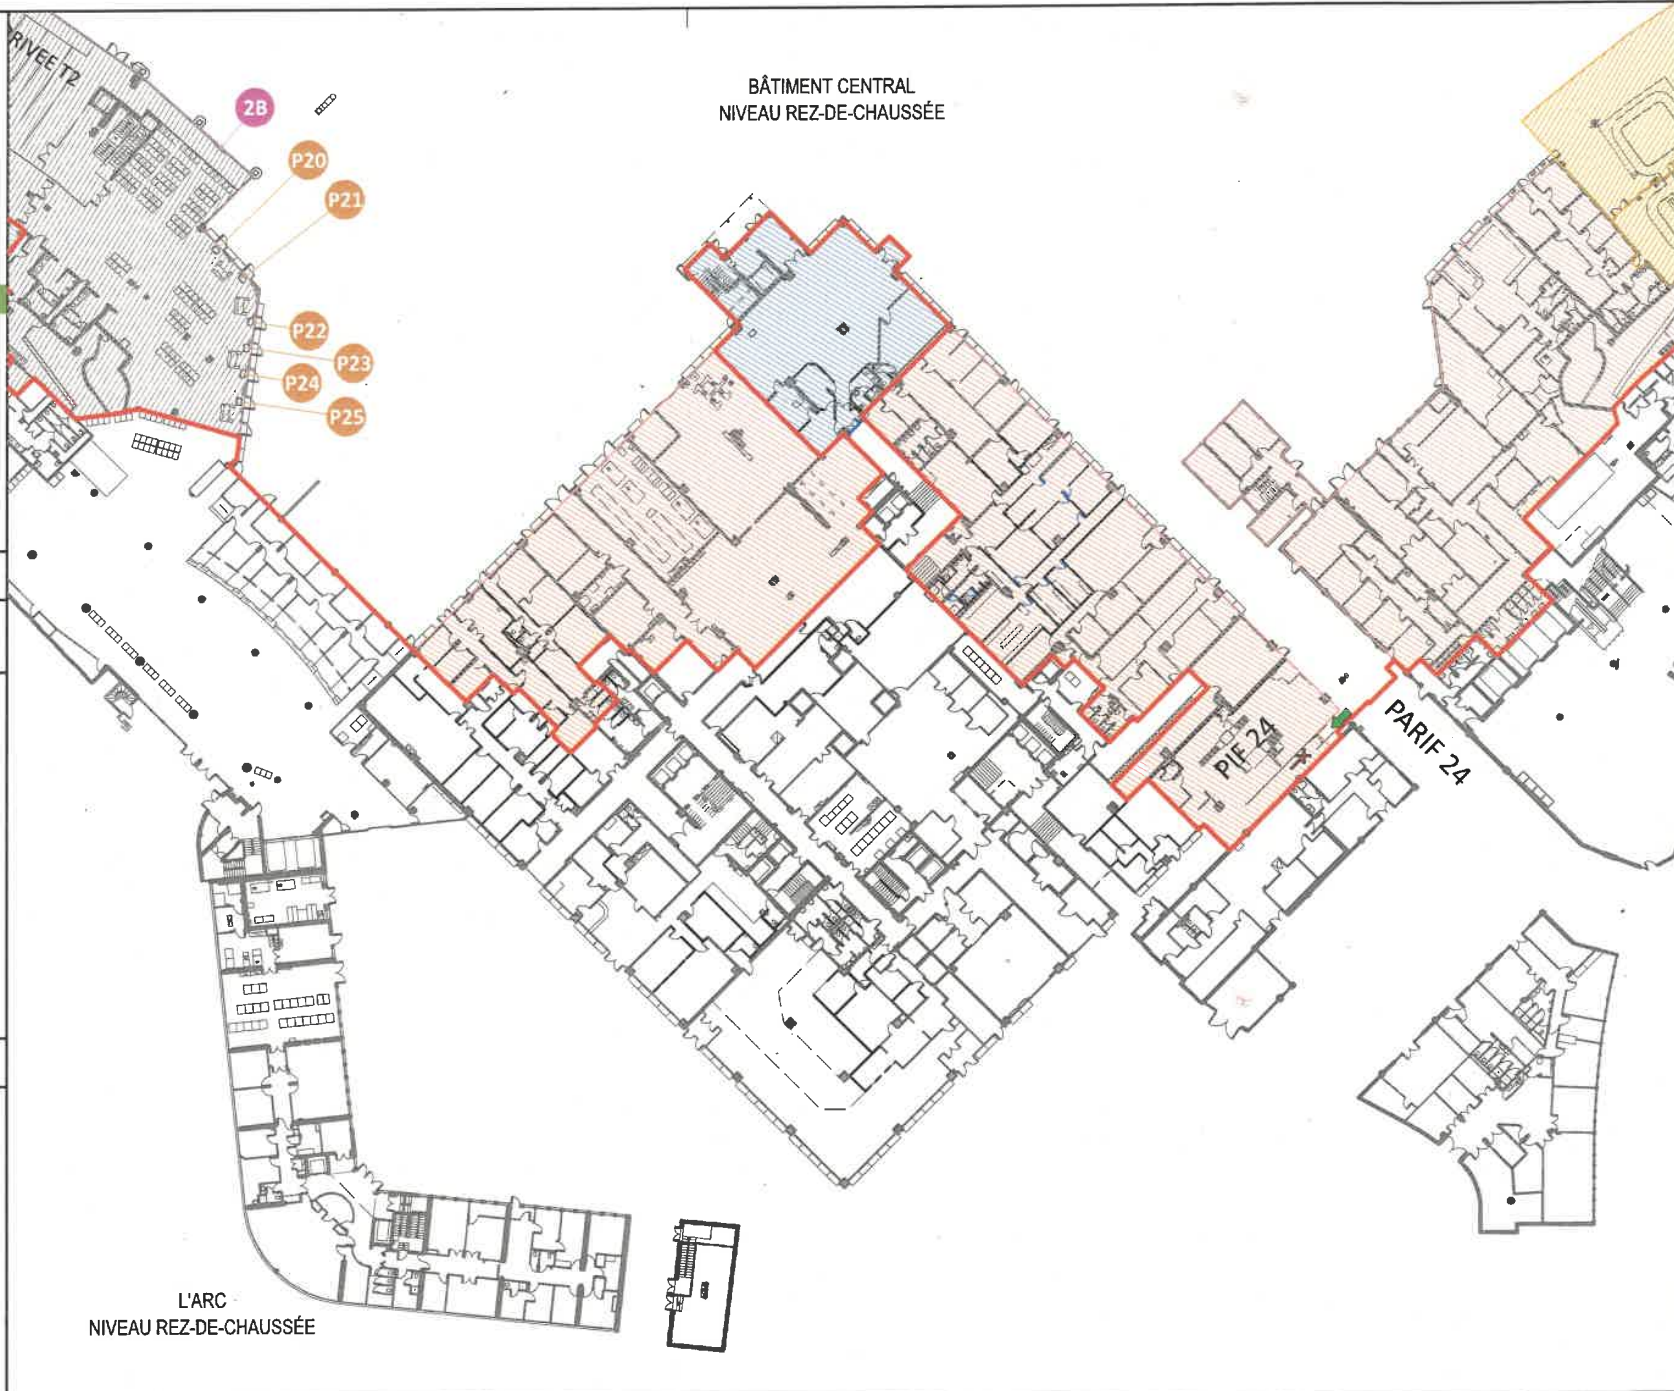 RIVEE T2
BÂTIMENT CENTRAL
NIVEAU REZ-DE-CHAUSSÉE
2B
P20
P21
P22
P23
P24
P25
PIF 24
PARIF 24
L'ARC
NIVEAU REZ-DE-CHAUSSÉE